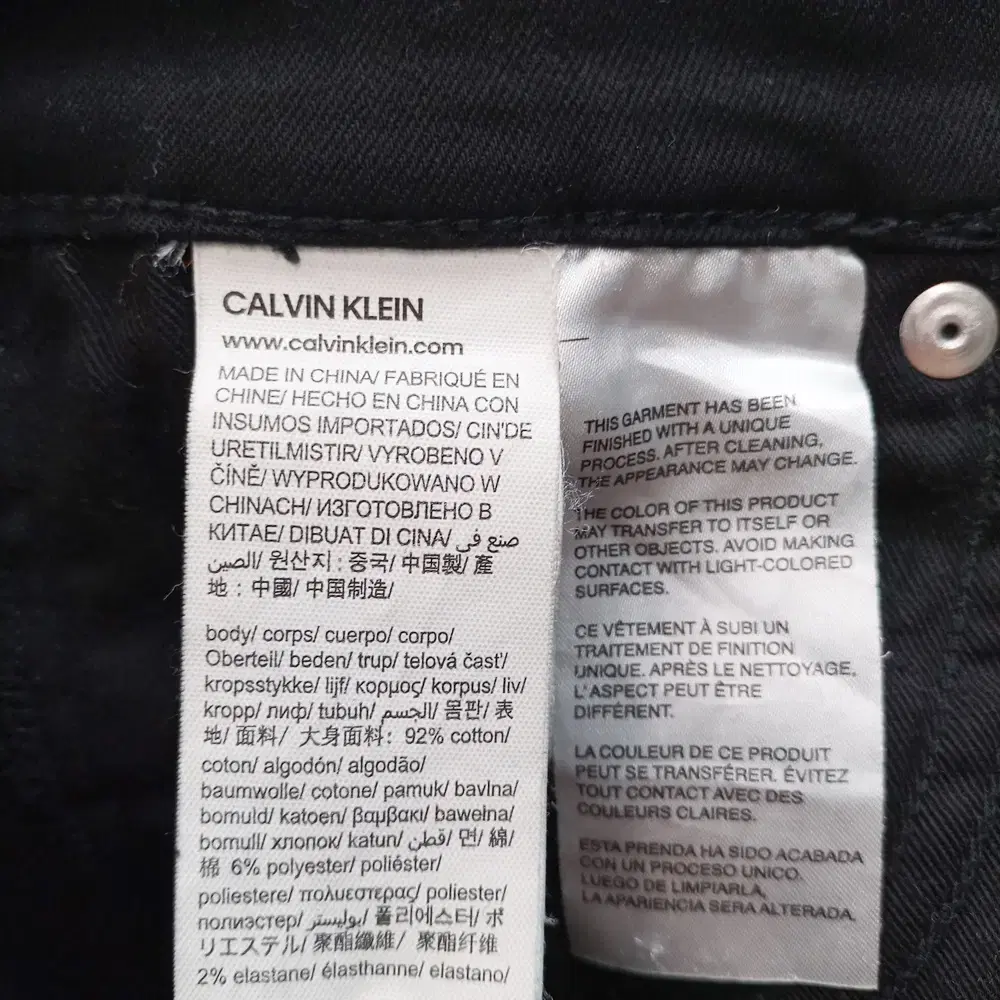 CALVIN KLEIN
www.calvinklein.com
MADE IN CHINA/ FABRIQUÉ EN
CHINE/ HECHO EN CHINA CON
INSUMOS IMPORTADOS/ CIN'DE
URETILMISTIR/ VYROBENO V
ČÍNĚ/ WYPRODUKOWANO W
CHINACH/ ИЗГОТОВЛЕНО В
КИТАЕ/ DIBUAT DI CINA/ صنع في
الصين/ 원산지 : 중국/ 中国製/ 產
地 : 中國/ 中国制造/
body/ corps/ cuerpo/ corpo/
Oberteil/ beden/ trup/ telová časť/
kropsstykke/ lijf/ κορμος/ korpus/ liv/
kropp/ лиф/ tubuh/ الجسم/ 몸판/ 表
地/ 面料/ 大身面料: 92% cotton/
coton/ algodón/ algodão/
baumwolle/ cotone/ pamuk/ bavlna/
bomuld/ katoen/ βαμβακι/ bawełna/
bomull/ хлопок/ katun/ قطن/ 면/ 綿/
棉 6% polyester/ poliéster/
poliestere/ πολυεστερας/ poliester/
полиэстер/ بوليستر/ 폴리에스터/ ポ
リエステル/ 聚酯纖維/ 聚酯纤维
2% elastane/ élasthanne/ elastano/
THIS GARMENT HAS BEEN
FINISHED WITH A UNIQUE
PROCESS. AFTER CLEANING,
THE APPEARANCE MAY CHANGE.
THE COLOR OF THIS PRODUCT
MAY TRANSFER TO ITSELF OR
OTHER OBJECTS. AVOID MAKING
CONTACT WITH LIGHT-COLORED
SURFACES.
CE VÊTEMENT À SUBI UN
TRAITEMENT DE FINITION
UNIQUE. APRÈS LE NETTOYAGE,
L'ASPECT PEUT ÊTRE
DIFFÉRENT.
LA COULEUR DE CE PRODUIT
PEUT SE TRANSFÉRER. ÉVITEZ
TOUT CONTACT AVEC DES
COULEURS CLAIRES.
ESTA PRENDA HA SIDO ACABADA
CON UN PROCESO UNICO.
LUEGO DE LIMPIARLA,
LA APARIENCIA SERA ALTERADA.